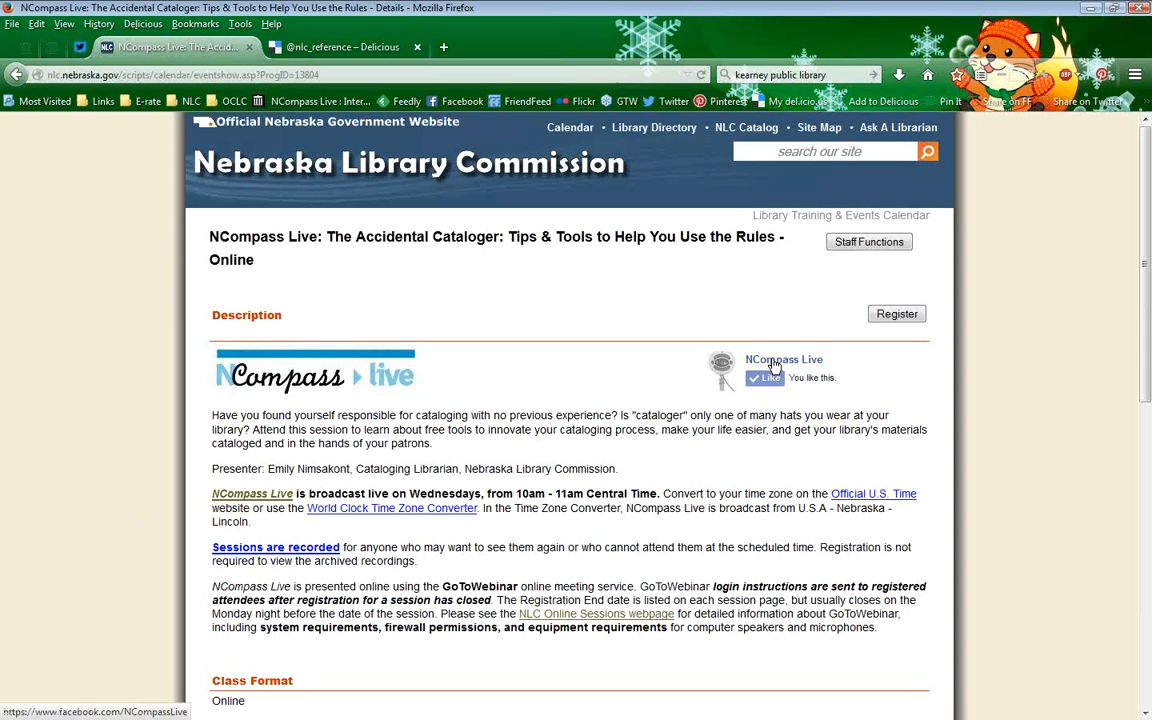 NCompass Live: The Accidental Cataloger: Tips & Tools to Help You Use the Rules - Details - Mozilla Firefox
File Edit View History Delicious Bookmarks Tools Help
NCompass Live: The Accid...
@nlc_reference – Delicious
nlc.nebraska.gov/scripts/calendar/eventshow.asp?ProgID=13804
kearney public library
Most Visited Links E-rate NLC OCLC NCompass Live : Inter... Feedly Facebook FriendFeed Flickr GTW Twitter Pinterest My del.icio.us Add to Delicious Pin It Share on FF Share on Twitter
Official Nebraska Government Website
Calendar • Library Directory • NLC Catalog • Site Map • Ask A Librarian
Nebraska Library Commission
search our site
Library Training & Events Calendar
NCompass Live: The Accidental Cataloger: Tips & Tools to Help You Use the Rules -
Online
Staff Functions
Description
Register
NCompass live
NCompass Live
Like You like this.
Have you found yourself responsible for cataloging with no previous experience? Is "cataloger" only one of many hats you wear at your
library? Attend this session to learn about free tools to innovate your cataloging process, make your life easier, and get your library's materials
cataloged and in the hands of your patrons.
Presenter: Emily Nimsakont, Cataloging Librarian, Nebraska Library Commission.
NCompass Live is broadcast live on Wednesdays, from 10am - 11am Central Time. Convert to your time zone on the Official U.S. Time
website or use the World Clock Time Zone Converter. In the Time Zone Converter, NCompass Live is broadcast from U.S.A - Nebraska -
Lincoln.
Sessions are recorded for anyone who may want to see them again or who cannot attend them at the scheduled time. Registration is not
required to view the archived recordings.
NCompass Live is presented online using the GoToWebinar online meeting service. GoToWebinar login instructions are sent to registered
attendees after registration for a session has closed. The Registration End date is listed on each session page, but usually closes on the
Monday night before the date of the session. Please see the NLC Online Sessions webpage for detailed information about GoToWebinar,
including system requirements, firewall permissions, and equipment requirements for computer speakers and microphones.
Class Format
Online
https://www.facebook.com/NCompassLive